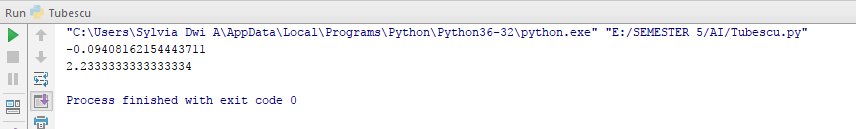 Run Tubescu
"C:\Users\Sylvia Dwi A\AppData\Local\Programs\Python\Python36-32\python.exe" "E:/SEMESTER 5/AI/Tubescu.py"
-0.09408162154443711
2.2333333333333334
Process finished with exit code 0